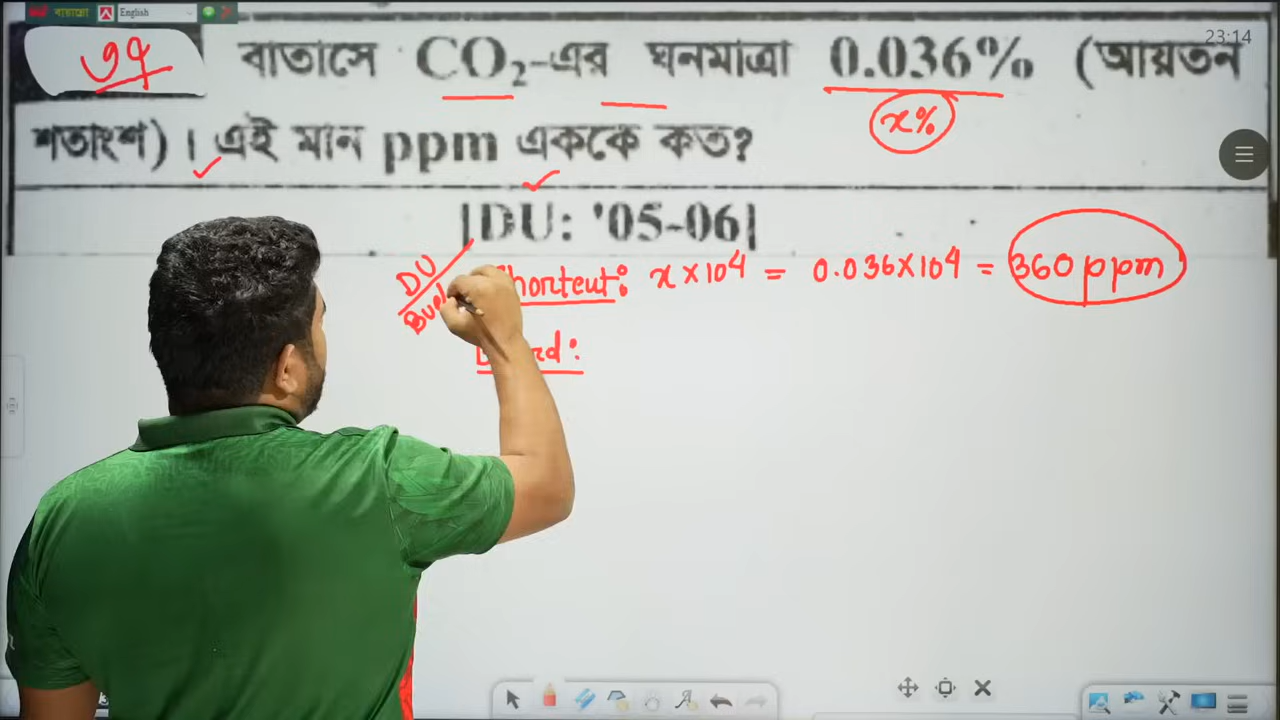 বাতাসে CO₂-এর ঘনমাত্রা 0.036% (আয়তন
x%
শতাংশ) । এই মান ppm এককে কত?
[DU: '05-06]
DU
Shortcut: x×10⁴ = 0.036×10⁴ = 360 ppm
English
23:14